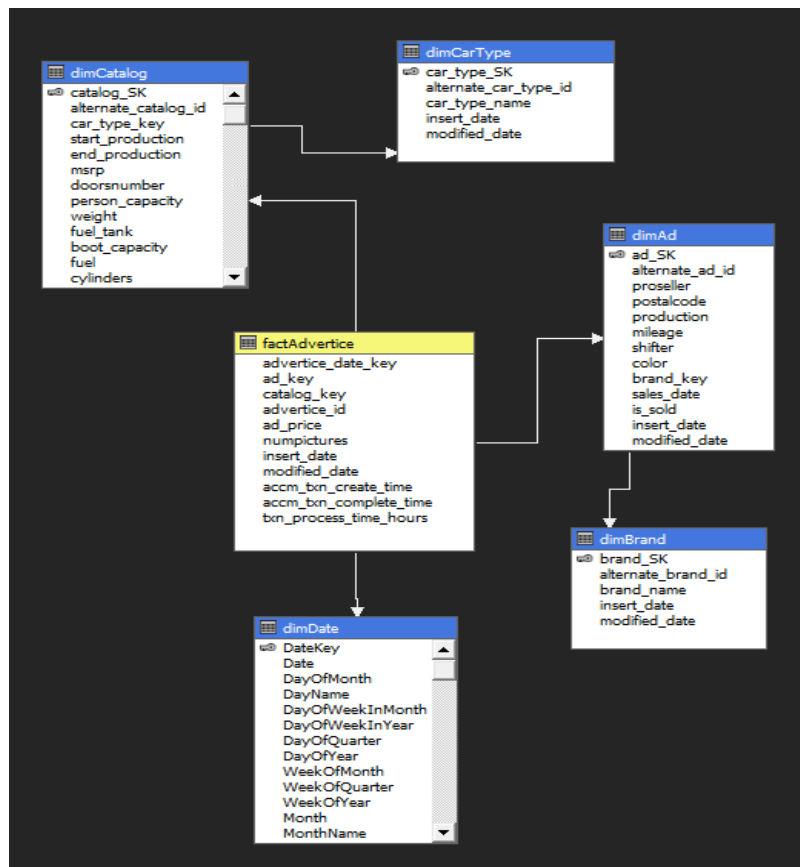 dimCatalog
catalog_SK
alternate_catalog_id
car_type_key
start_production
end_production
msrp
doorsnumber
person_capacity
weight
fuel_tank
boot_capacity
fuel
cylinders
dimCarType
car_type_SK
alternate_car_type_id
car_type_name
insert_date
modified_date
dimAd
ad_SK
alternate_ad_id
proseller
postalcode
production
mileage
shifter
color
brand_key
sales_date
is_sold
insert_date
modified_date
factAdvertice
advertice_date_key
ad_key
catalog_key
advertice_id
ad_price
numpictures
insert_date
modified_date
accm_txn_create_time
accm_txn_complete_time
txn_process_time_hours
dimBrand
brand_SK
alternate_brand_id
brand_name
insert_date
modified_date
dimDate
DateKey
Date
DayOfMonth
DayName
DayOfWeekInMonth
DayOfWeekInYear
DayOfQuarter
DayOfYear
WeekOfMonth
WeekOfQuarter
WeekOfYear
Month
MonthName